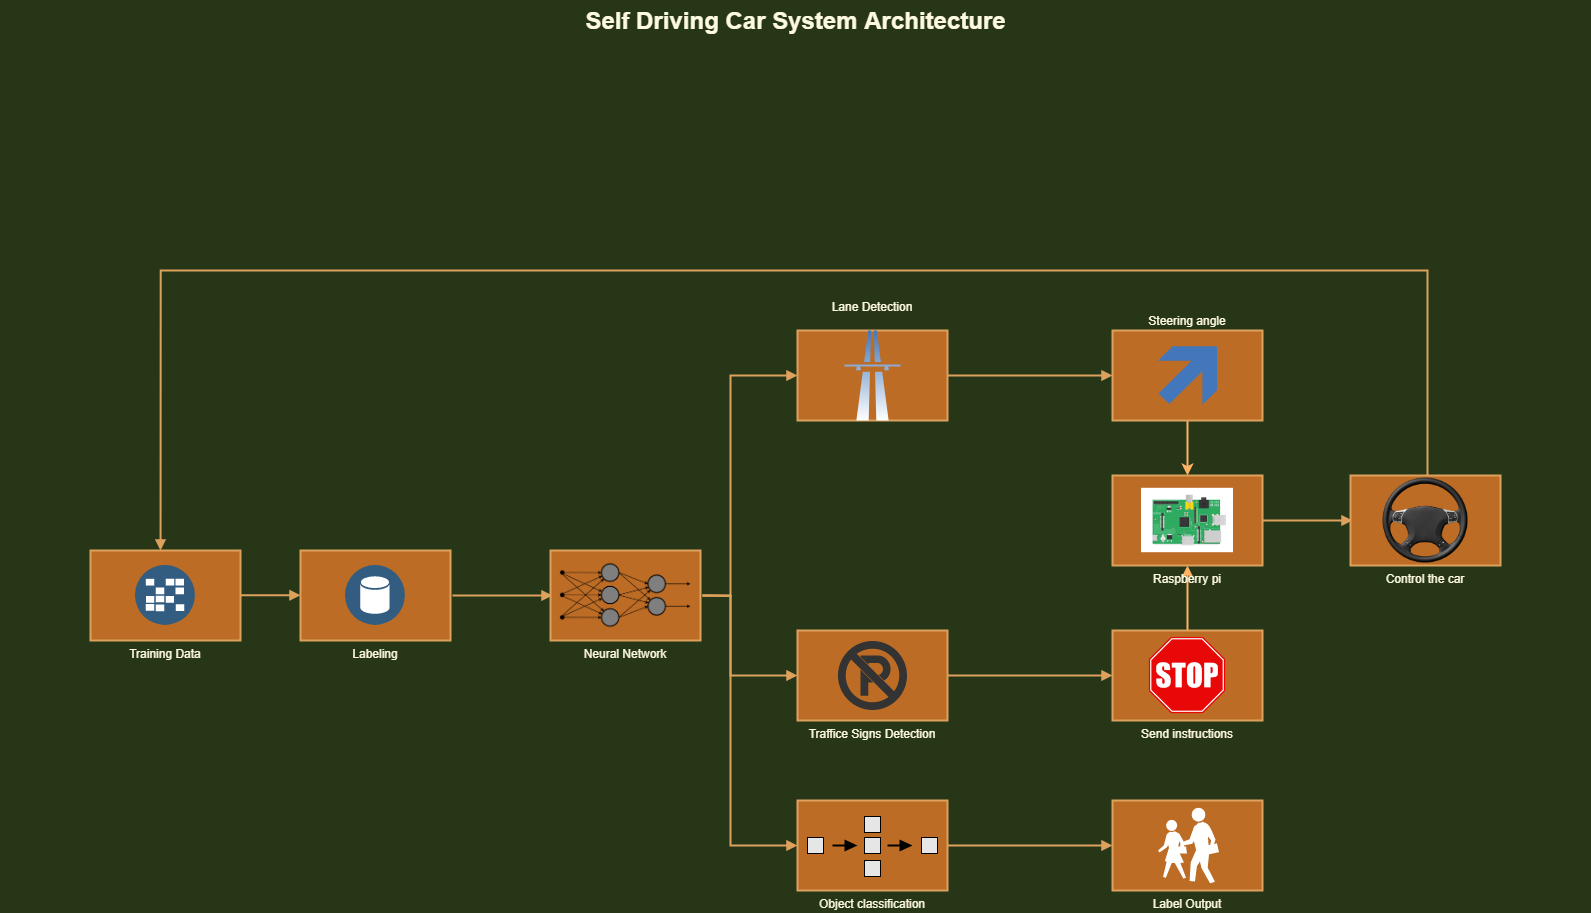 Self Driving Car System Architecture
Lane Detection
Steering angle
Raspberry pi
Control the car
Training Data
Labeling
Neural Network
P
STOP
Traffice Signs Detection
Send instructions
Object classification
Label Output